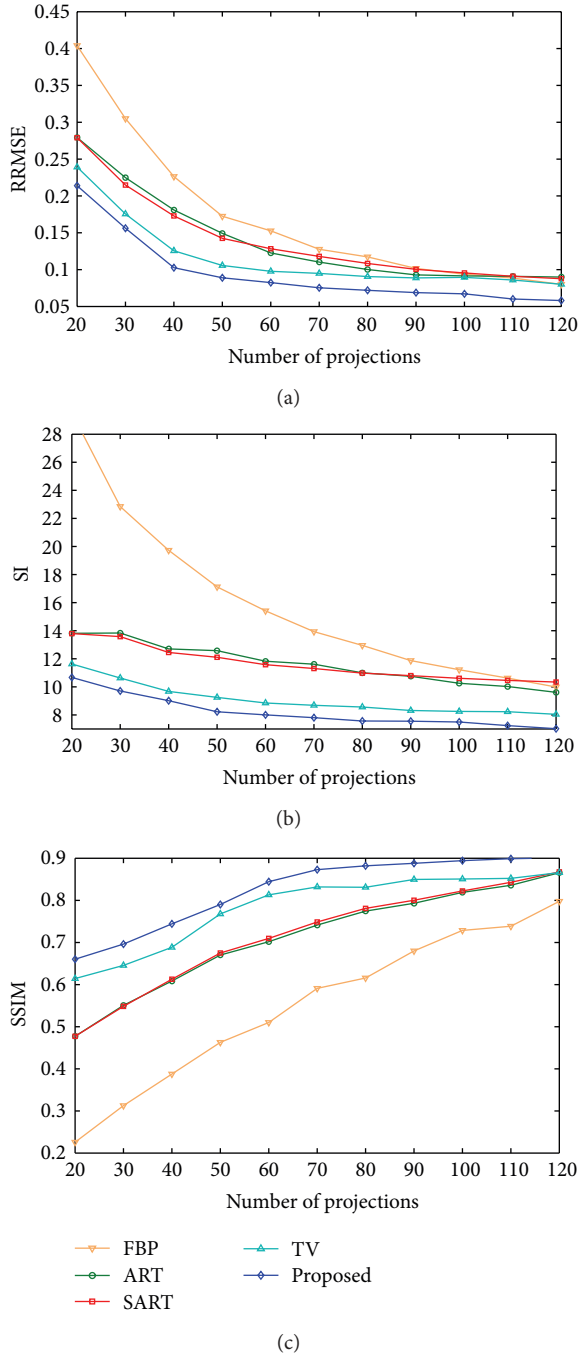 0.45
0.4
0.35
0.3
0.25
0.2
0.15
0.1
0.05
RRMSE
20 30 40 50 60 70 80 90 100 110 120
Number of projections
(a)
28
26
24
22
20
18
16
14
12
10
8
SI
20 30 40 50 60 70 80 90 100 110 120
Number of projections
(b)
0.9
0.8
0.7
0.6
0.5
0.4
0.3
0.2
SSIM
20 30 40 50 60 70 80 90 100 110 120
Number of projections
FBP
ART
SART
TV
Proposed
(c)